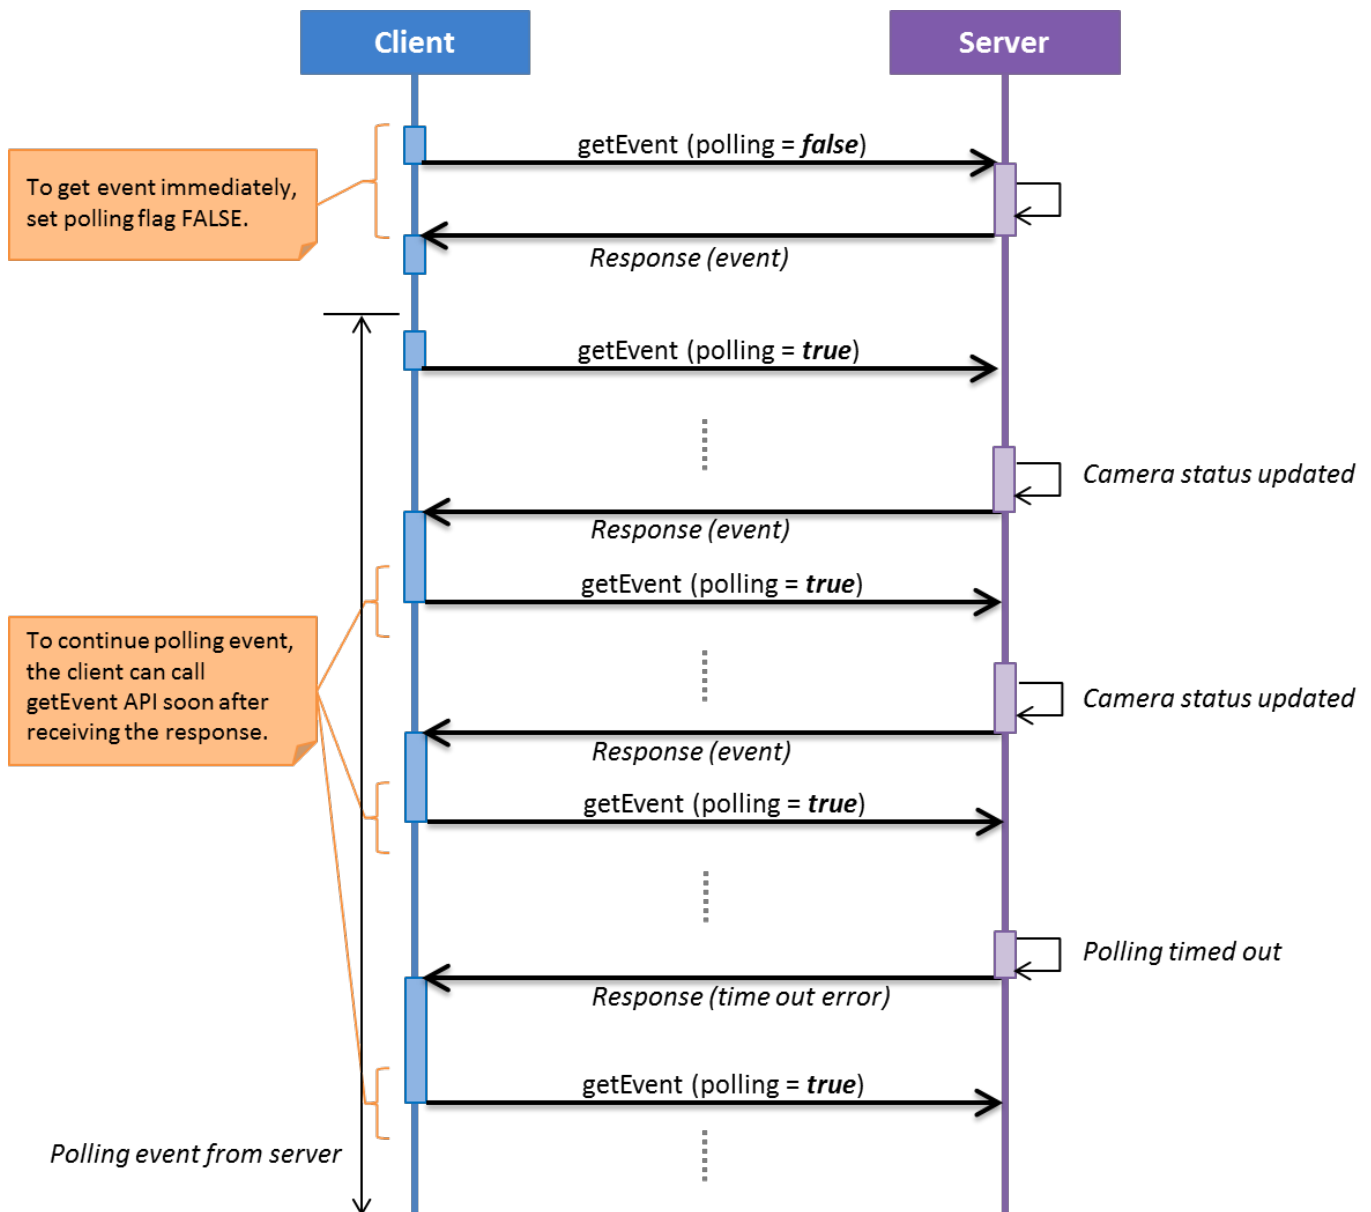 Client
Server
getEvent (polling = false)
To get event immediately,
set polling flag FALSE.
Response (event)
getEvent (polling = true)
Camera status updated
Response (event)
getEvent (polling = true)
To continue polling event,
the client can call
getEvent API soon after
receiving the response.
Camera status updated
Response (event)
getEvent (polling = true)
Polling timed out
Response (time out error)
getEvent (polling = true)
Polling event from server